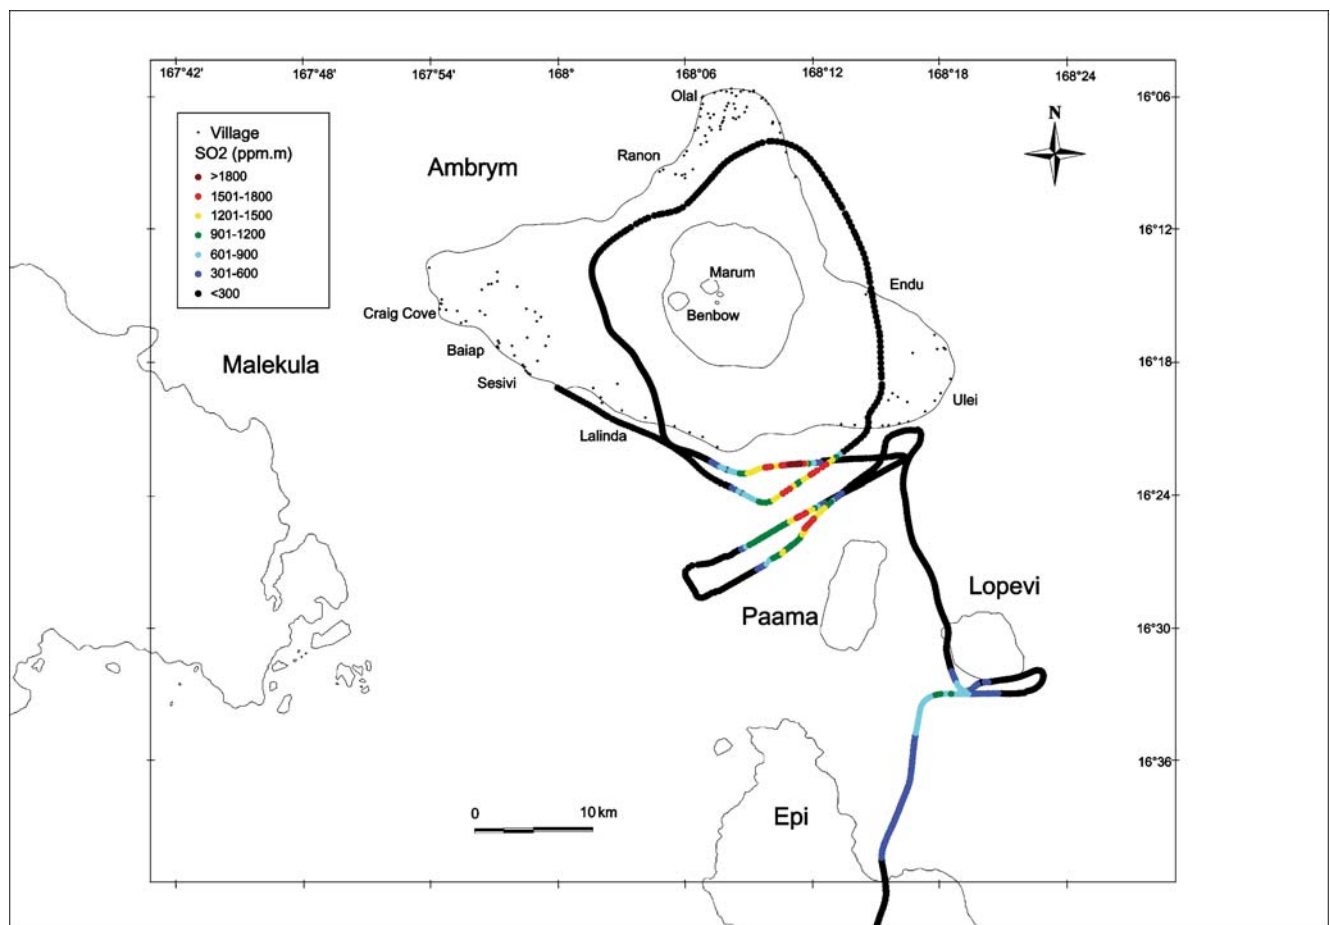 167°42' 167°48' 167°54' 168° 168°06 168°12 168°18 168°24
16°06
16°12
16°18
16°24
16°30
16°36
N
Village
SO2 (ppm.m)
>1800
1501-1800
1201-1500
901-1200
601-900
301-600
<300
Olal
Ranon
Ambrym
Marum
Endu
Benbow
Craig Cove
Baiap
Malekula
Sesivi
Ulei
Lalinda
Lopevi
Paama
0 10 km
Epi